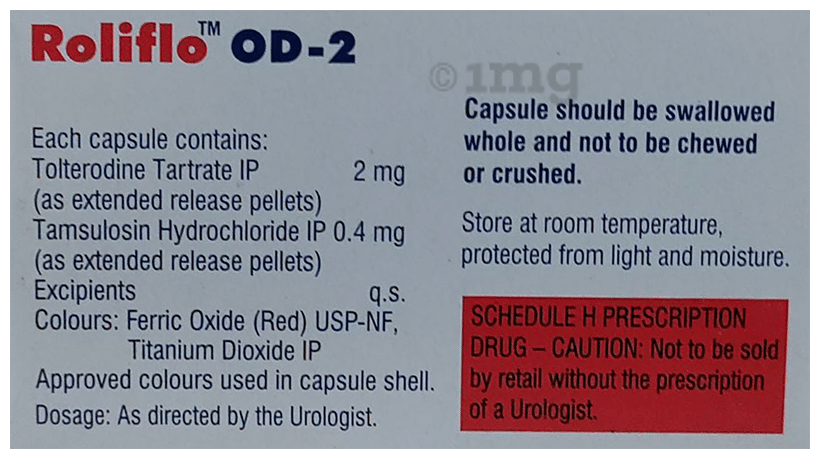 Roliflo™ OD-2
©1mg
Each capsule contains:
Tolterodine Tartrate IP 2 mg
(as extended release pellets)
Tamsulosin Hydrochloride IP 0.4 mg
(as extended release pellets)
Excipients q.s.
Colours: Ferric Oxide (Red) USP-NF,
Titanium Dioxide IP
Approved colours used in capsule shell.
Dosage: As directed by the Urologist.
Capsule should be swallowed
whole and not to be chewed
or crushed.
Store at room temperature,
protected from light and moisture.
SCHEDULE H PRESCRIPTION
DRUG – CAUTION: Not to be sold
by retail without the prescription
of a Urologist.